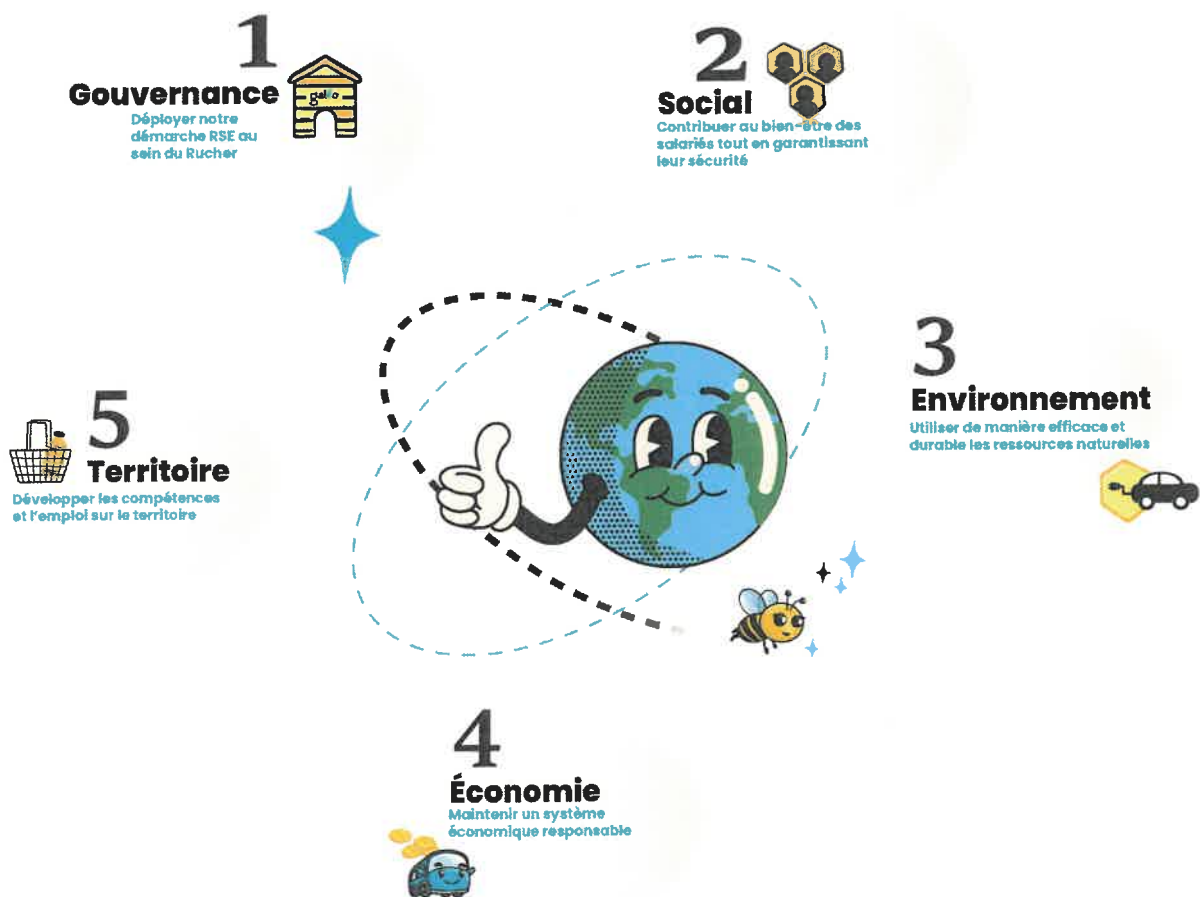 1
Gouvernance
Déployer notre
démarche RSE au
sein du Rucher
2
Social
Contribuer au bien-être des
salariés tout en garantissant
leur sécurité
3
Environnement
Utiliser de manière efficace et
durable les ressources naturelles
5
Territoire
Développer les compétences
et l'emploi sur le territoire
4
Économie
Maintenir un système
économique responsable